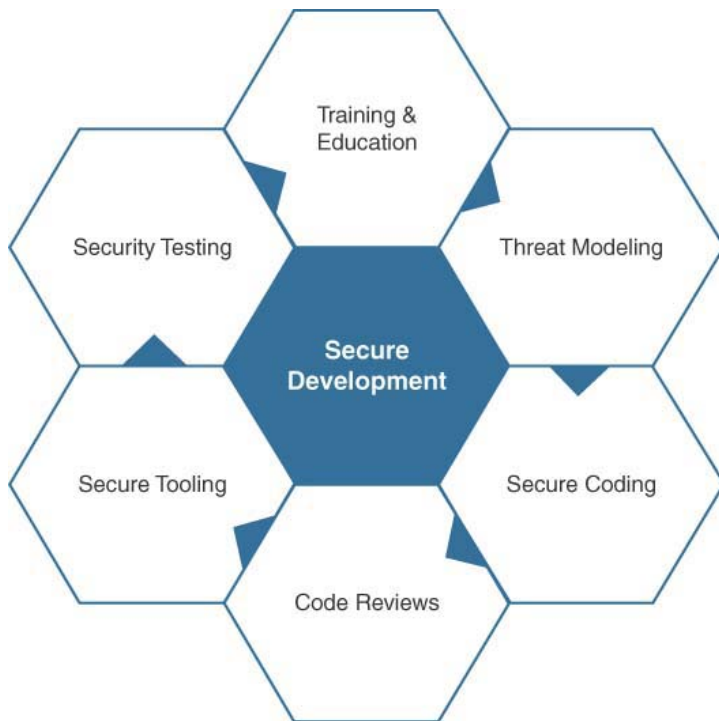 Training &
Education
Security Testing
Threat Modeling
Secure
Development
Secure Tooling
Secure Coding
Code Reviews